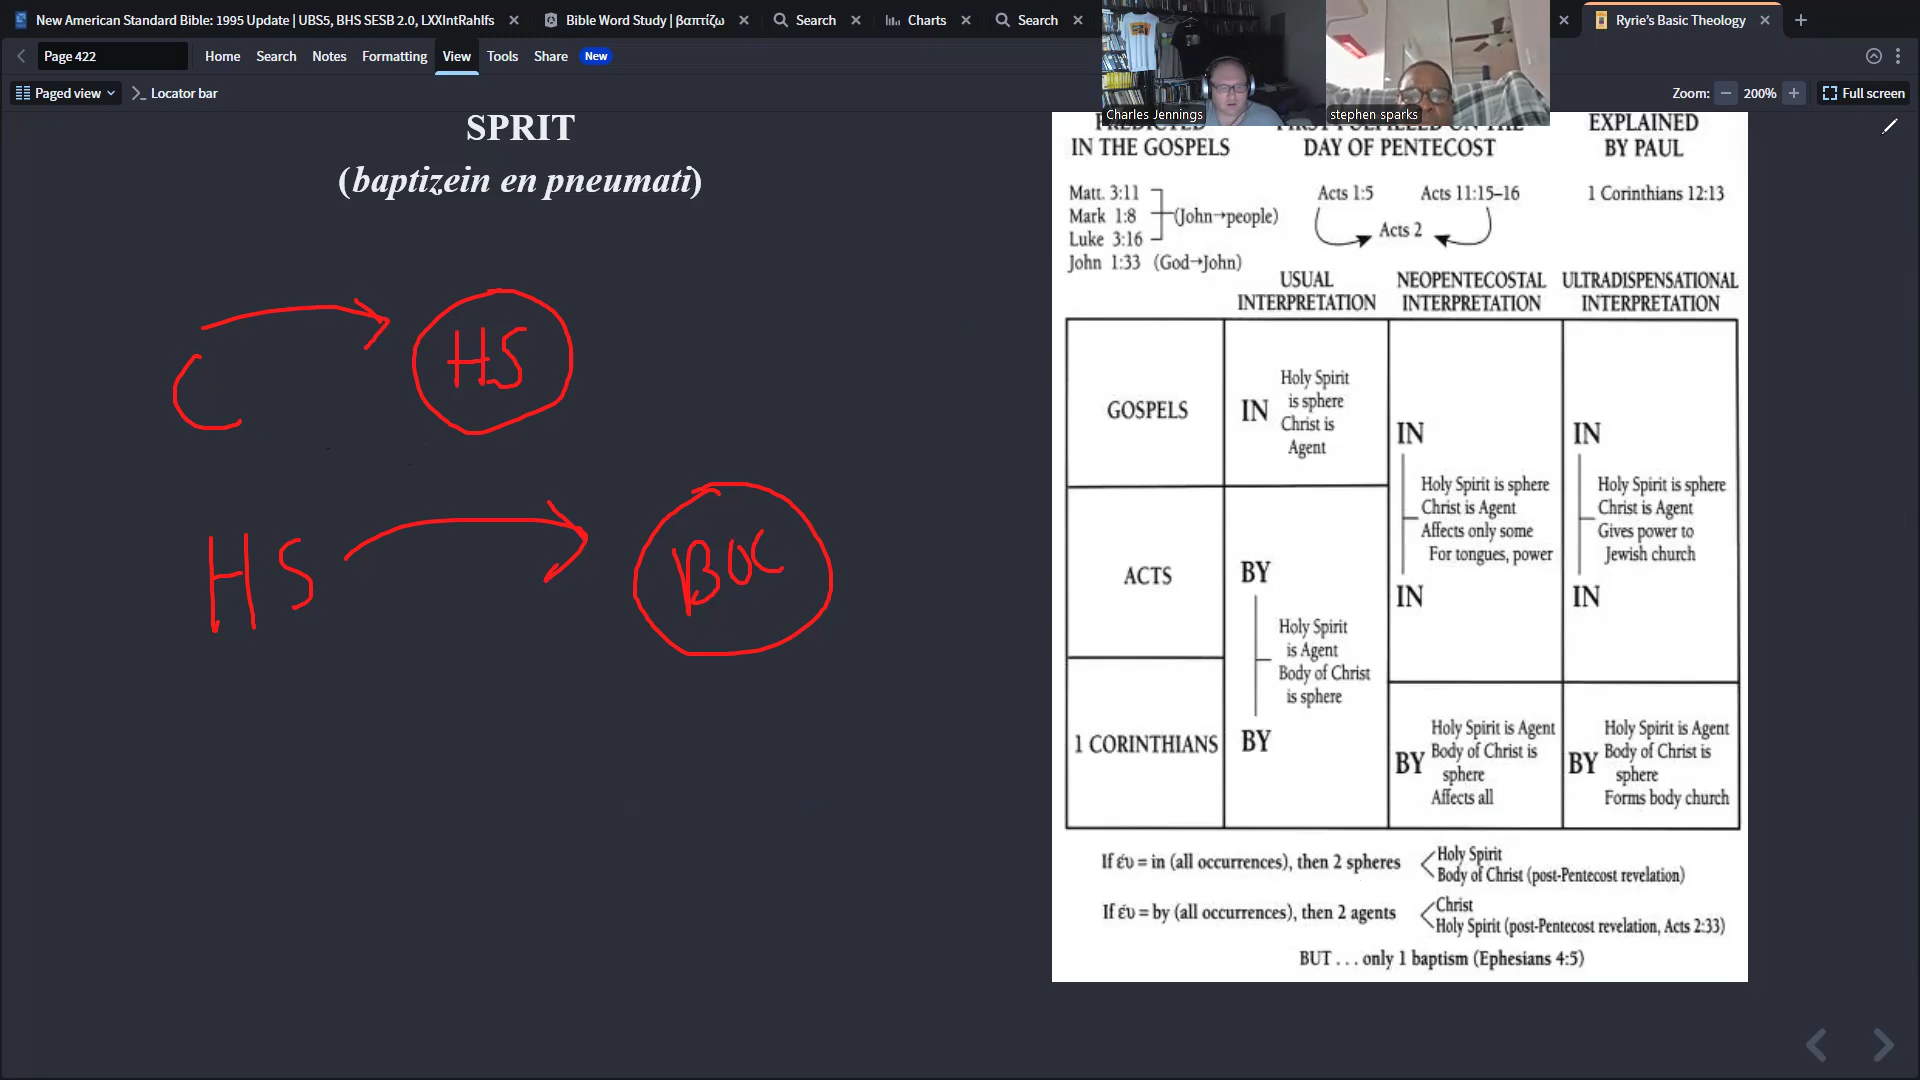 New American Standard Bible: 1995 Update | UBS5, BHS SESB 2.0, LXXIntRahlfs
Bible Word Study | βαπτίζω
Search
Charts
Search
Ryrie's Basic Theology
Page 422
Home
Search
Notes
Formatting
View
Tools
Share
New
Paged view
Locator bar
Charles Jennings
stephen sparks
Zoom:
200%
Full screen
SPRIT
(baptizein en pneumati)
C
HS
HS
BOC
PREDICTED
IN THE GOSPELS
FIRST FULFILLED ON THE
DAY OF PENTECOST
EXPLAINED
BY PAUL
Matt. 3:11
Mark 1:8
Luke 3:16
(John→people)
John 1:33 (God→John)
Acts 1:5
Acts 11:15–16
Acts 2
1 Corinthians 12:13
USUAL
INTERPRETATION
NEOPENTECOSTAL
INTERPRETATION
ULTRADISPENSATIONAL
INTERPRETATION
GOSPELS
IN
Holy Spirit
is sphere
Christ is
Agent
ACTS
BY
Holy Spirit
is Agent
Body of Christ
is sphere
1 CORINTHIANS
BY
IN
Holy Spirit is sphere
Christ is Agent
Affects only some
For tongues, power
IN
BY
Holy Spirit is Agent
Body of Christ is
sphere
Affects all
IN
Holy Spirit is sphere
Christ is Agent
Gives power to
Jewish church
IN
BY
Holy Spirit is Agent
Body of Christ is
sphere
Forms body church
If ἐν = in (all occurrences), then 2 spheres
Holy Spirit
Body of Christ (post-Pentecost revelation)
If ἐν = by (all occurrences), then 2 agents
Christ
Holy Spirit (post-Pentecost revelation, Acts 2:33)
BUT . . . only 1 baptism (Ephesians 4:5)